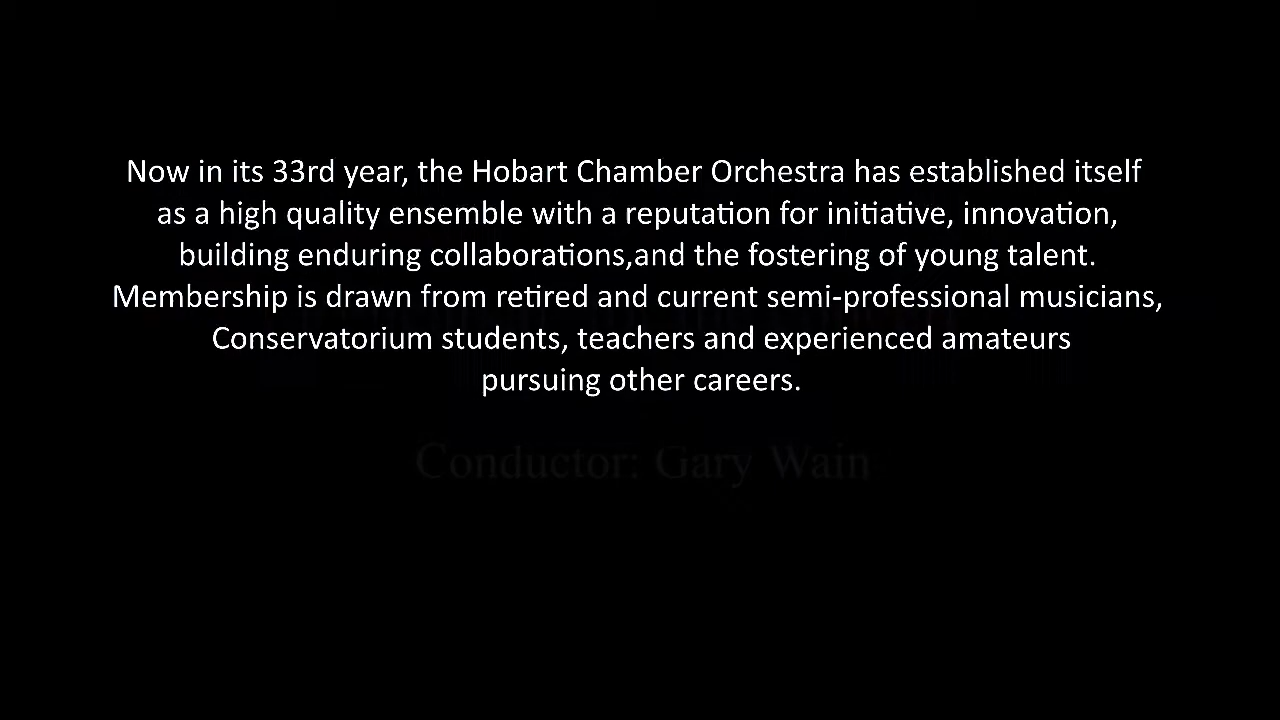 Now in its 33rd year, the Hobart Chamber Orchestra has established itself
as a high quality ensemble with a reputation for initiative, innovation,
building enduring collaborations,and the fostering of young talent.
Membership is drawn from retired and current semi-professional musicians,
Conservatorium students, teachers and experienced amateurs
pursuing other careers.
Conductor: Gary Wain